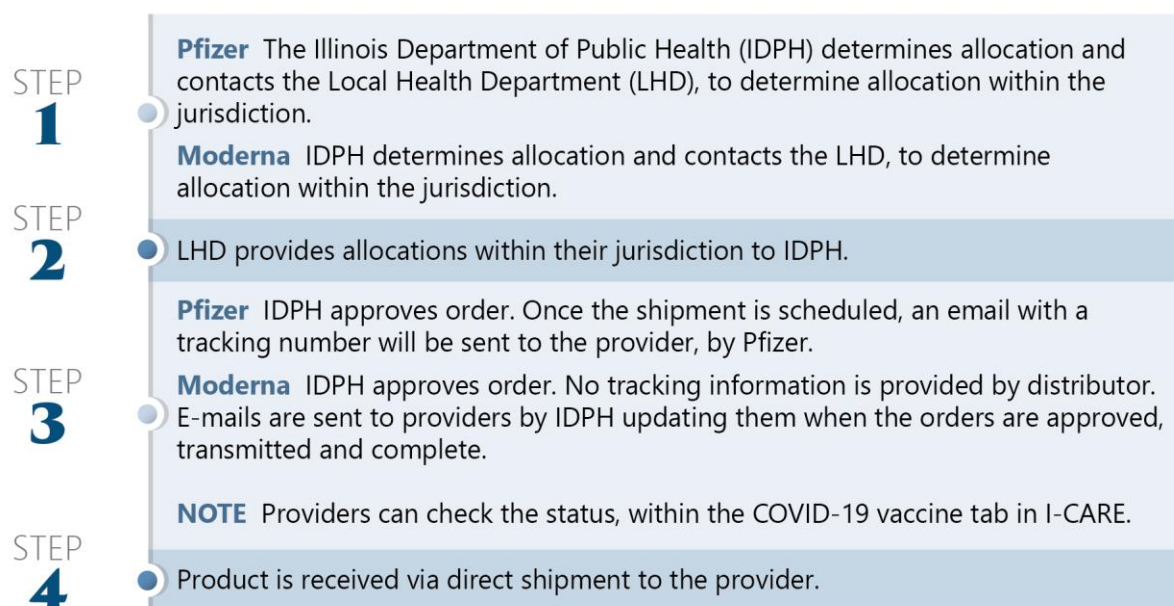 STEP
1
Pfizer The Illinois Department of Public Health (IDPH) determines allocation and
contacts the Local Health Department (LHD), to determine allocation within the
jurisdiction.
Moderna IDPH determines allocation and contacts the LHD, to determine
allocation within the jurisdiction.
STEP
2
LHD provides allocations within their jurisdiction to IDPH.
STEP
3
Pfizer IDPH approves order. Once the shipment is scheduled, an email with a
tracking number will be sent to the provider, by Pfizer.
Moderna IDPH approves order. No tracking information is provided by distributor.
E-mails are sent to providers by IDPH updating them when the orders are approved,
transmitted and complete.
NOTE Providers can check the status, within the COVID-19 vaccine tab in I-CARE.
STEP
4
Product is received via direct shipment to the provider.